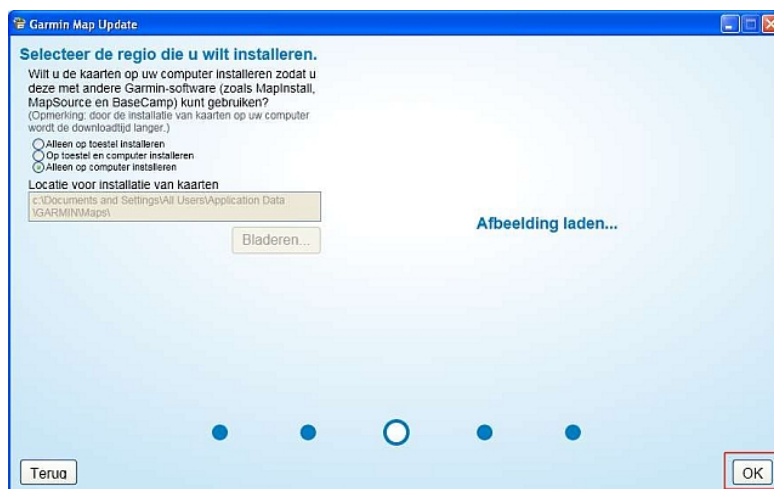 Garmin Map Update
Selecteer de regio die u wilt installeren.
Wilt u de kaarten op uw computer installeren zodat u
deze met andere Garmin-software (zoals MapInstall,
MapSource en BaseCamp) kunt gebruiken?
(Opmerking: door de installatie van kaarten op uw computer
wordt de downloadtijd langer.)
Alleen op toestel installeren
Op toestel en computer installeren
Alleen op computer installeren
Locatie voor installatie van kaarten
c:\Documents and Settings\All Users\Application Data
\GARMIN\Maps\
Bladeren...
Afbeelding laden...
Terug
OK